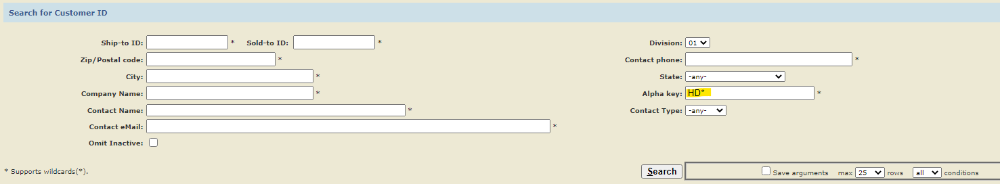 Search for Customer ID
Ship-to ID: * Sold-to ID: * Division: 01
Zip/Postal code: * Contact phone: *
City: * State: -any-
Company Name: * Alpha key: HD* *
Contact Name: * Contact Type: -any-
Contact eMail: *
Omit Inactive:
* Supports wildcards(*). Search Save arguments max 25 rows all conditions